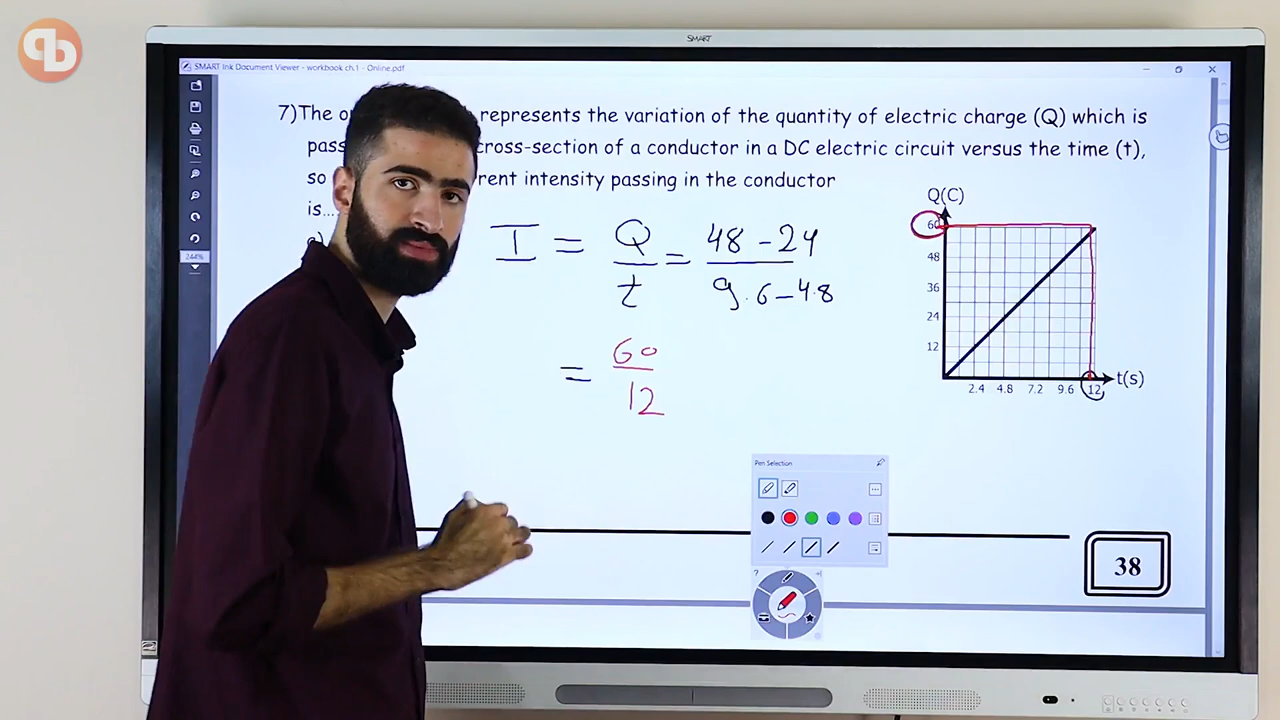 qb
SMART
SMART Ink Document Viewer - workbook ch.1 - Online.pdf
7)The represents the variation of the quantity of electric charge (Q) which is
cross-section of a conductor in a DC electric circuit versus the time (t),
so intensity passing in the conductor
is...
244%
I = Q/t = 48 - 24 / 9.6 - 4.8
= 60/12
Q(C)
60
48
36
24
12
2.4 4.8 7.2 9.6 12 t(s)
Pen Selection
?
38